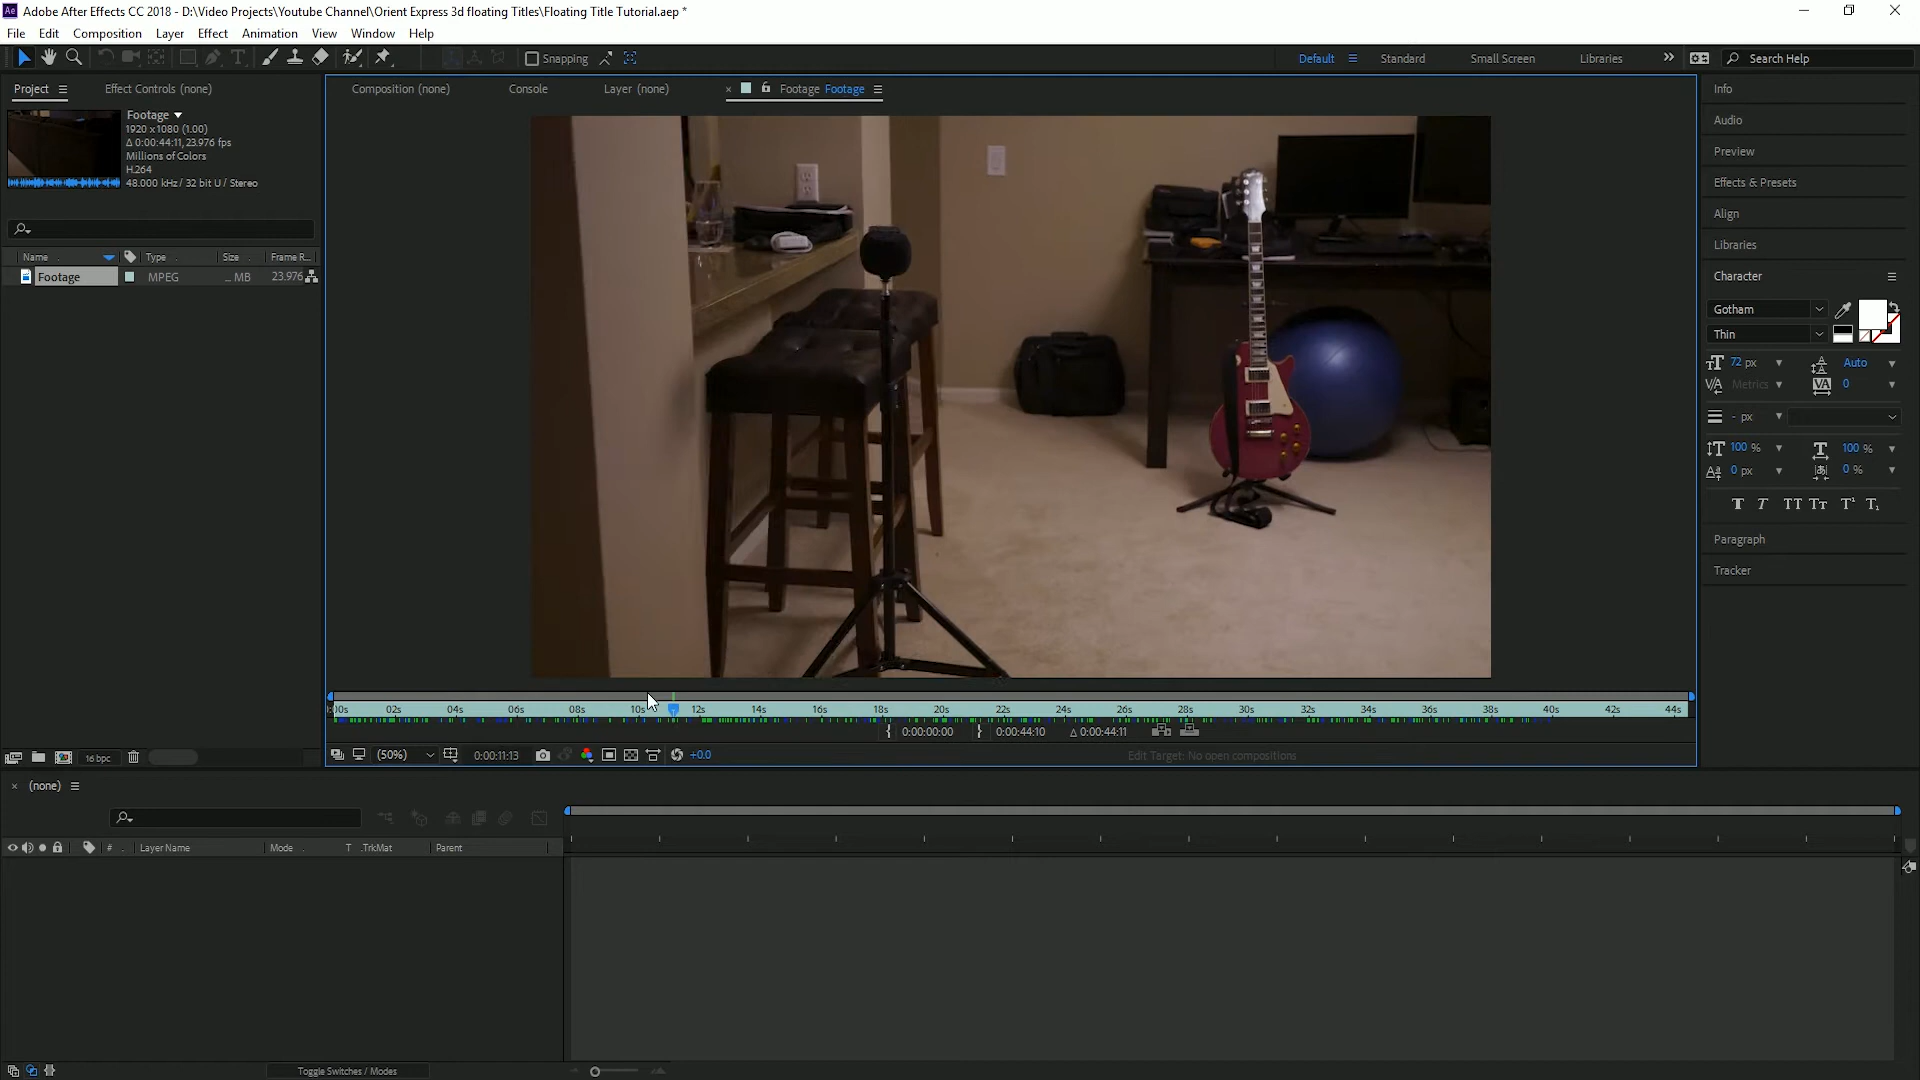 Adobe After Effects CC 2018 - D:\Video Projects\Youtube Channel\Orient Express 3d floating Titles\Floating Title Tutorial.aep *
File Edit Composition Layer Effect Animation View Window Help
Snapping
Default Standard Small Screen Libraries Search Help
Project Effect Controls (none)
Composition (none) Console Layer (none) Footage Footage
Footage
1920 x 1080 (1.00)
Δ 0:00:44:11, 23.976 fps
Millions of Colors
H.264
48.000 kHz / 32 bit U / Stereo
Name Type Size Frame R...
Footage MPEG ... MB 23.976
Info
Audio
Preview
Effects & Presets
Align
Libraries
Character
Gotham
Thin
72 px Auto
Metrics 0
- px
100 % 100 %
0 px 0 %
Paragraph
Tracker
):00s 02s 04s 06s 08s 10s 12s 14s 16s 18s 20s 22s 24s 26s 28s 30s 32s 34s 36s 38s 40s 42s 44s
0:00:00:00 0:00:44:10 Δ 0:00:44:11
16 bpc
(50%) 0:00:11:13 +0.0 Edit Target: No open compositions
(none)
# Layer Name Mode T .TrkMat Parent
Toggle Switches / Modes